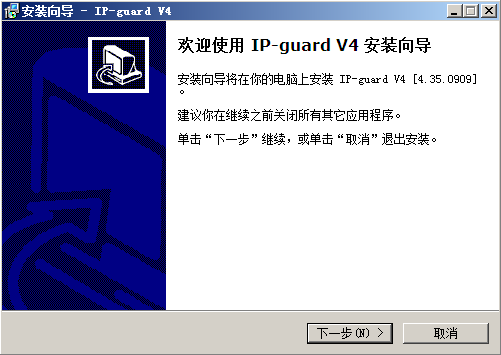 安装向导 - IP-guard V4
欢迎使用 IP-guard V4 安装向导
安装向导将在你的电脑上安装 IP-guard V4 [4.35.0909]
。
建议你在继续之前关闭所有其它应用程序。
单击“下一步”继续，或单击“取消”退出安装。
下一步(N) >
取消